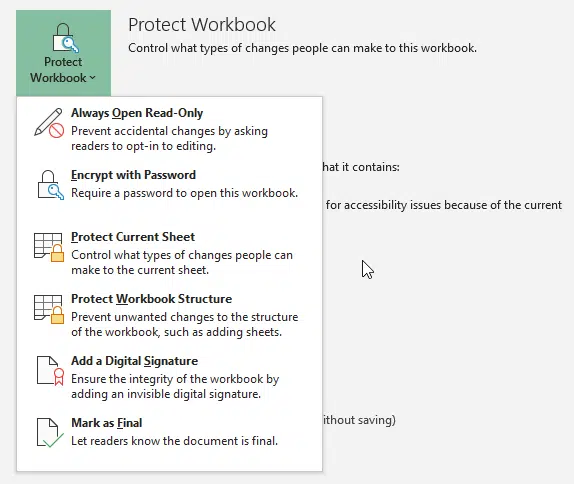 Protect Workbook
Control what types of changes people can make to this workbook.
Protect
Workbook
Always Open Read-Only
Prevent accidental changes by asking
readers to opt-in to editing.
Encrypt with Password
Require a password to open this workbook.
hat it contains:
for accessibility issues because of the current
Protect Current Sheet
Control what types of changes people can
make to the current sheet.
Protect Workbook Structure
Prevent unwanted changes to the structure
of the workbook, such as adding sheets.
Add a Digital Signature
Ensure the integrity of the workbook by
adding an invisible digital signature.
Mark as Final
Let readers know the document is final.
ithout saving)